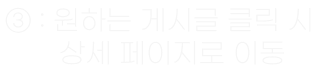 ③ : 원하는 게시글 클릭 시
상세 페이지로 이동